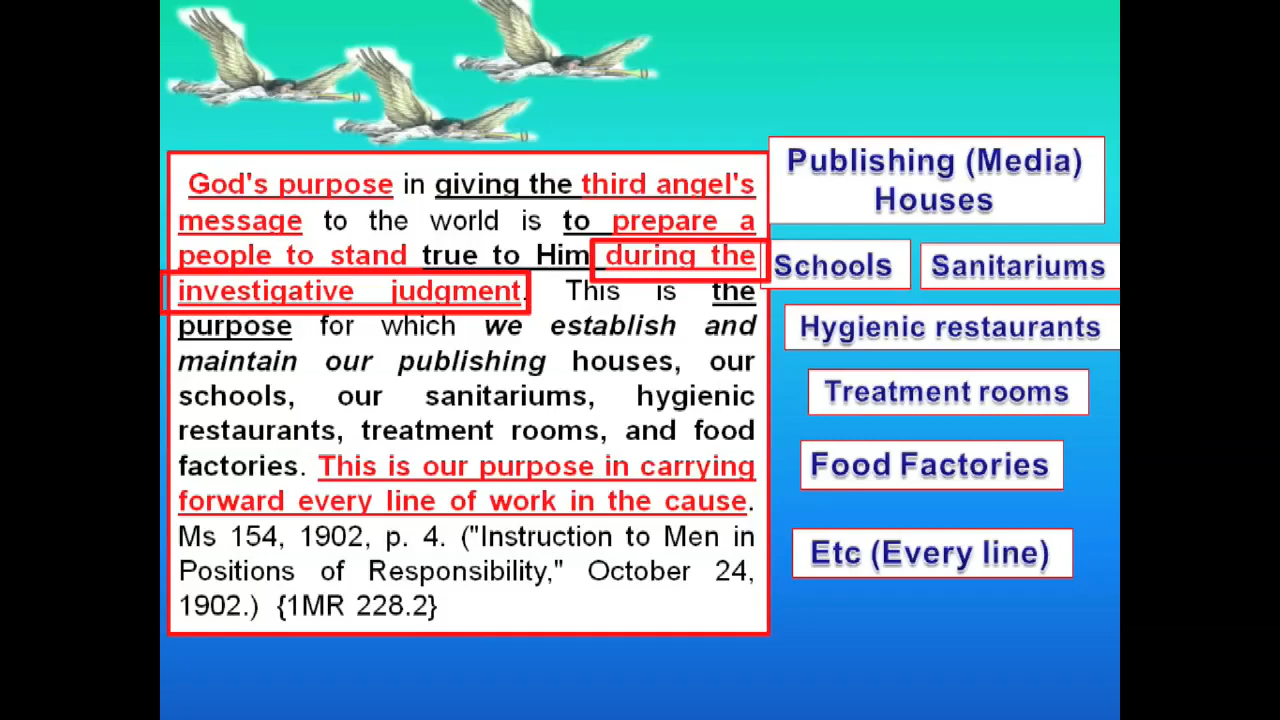 God's purpose in giving the third angel's
message to the world is to prepare a
people to stand true to Him during the
investigative judgment. This is the
purpose for which we establish and
maintain our publishing houses, our
schools, our sanitariums, hygienic
restaurants, treatment rooms, and food
factories. This is our purpose in carrying
forward every line of work in the cause.
Ms 154, 1902, p. 4. ("Instruction to Men in
Positions of Responsibility," October 24,
1902.) {1MR 228.2}
Publishing (Media)
Houses
Schools
Sanitariums
Hygienic restaurants
Treatment rooms
Food Factories
Etc (Every line)